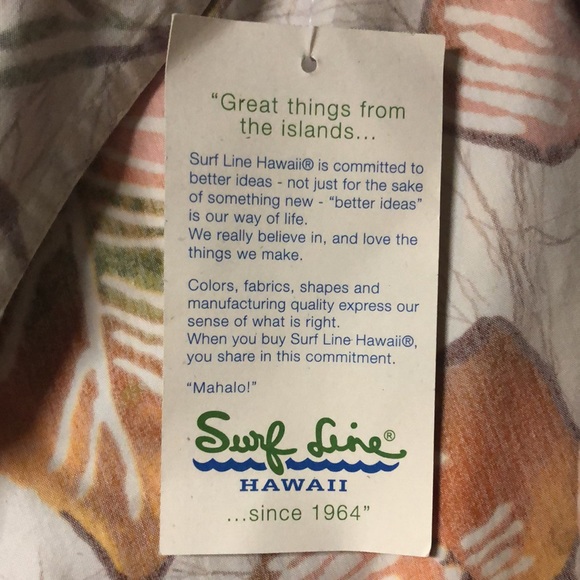 "Great things from
the islands...
Surf Line Hawaii® is committed to
better ideas - not just for the sake
of something new - "better ideas"
is our way of life.
We really believe in, and love the
things we make.
Colors, fabrics, shapes and
manufacturing quality express our
sense of what is right.
When you buy Surf Line Hawaii®,
you share in this commitment.
"Mahalo!"
Surf Line®
HAWAII
...since 1964"